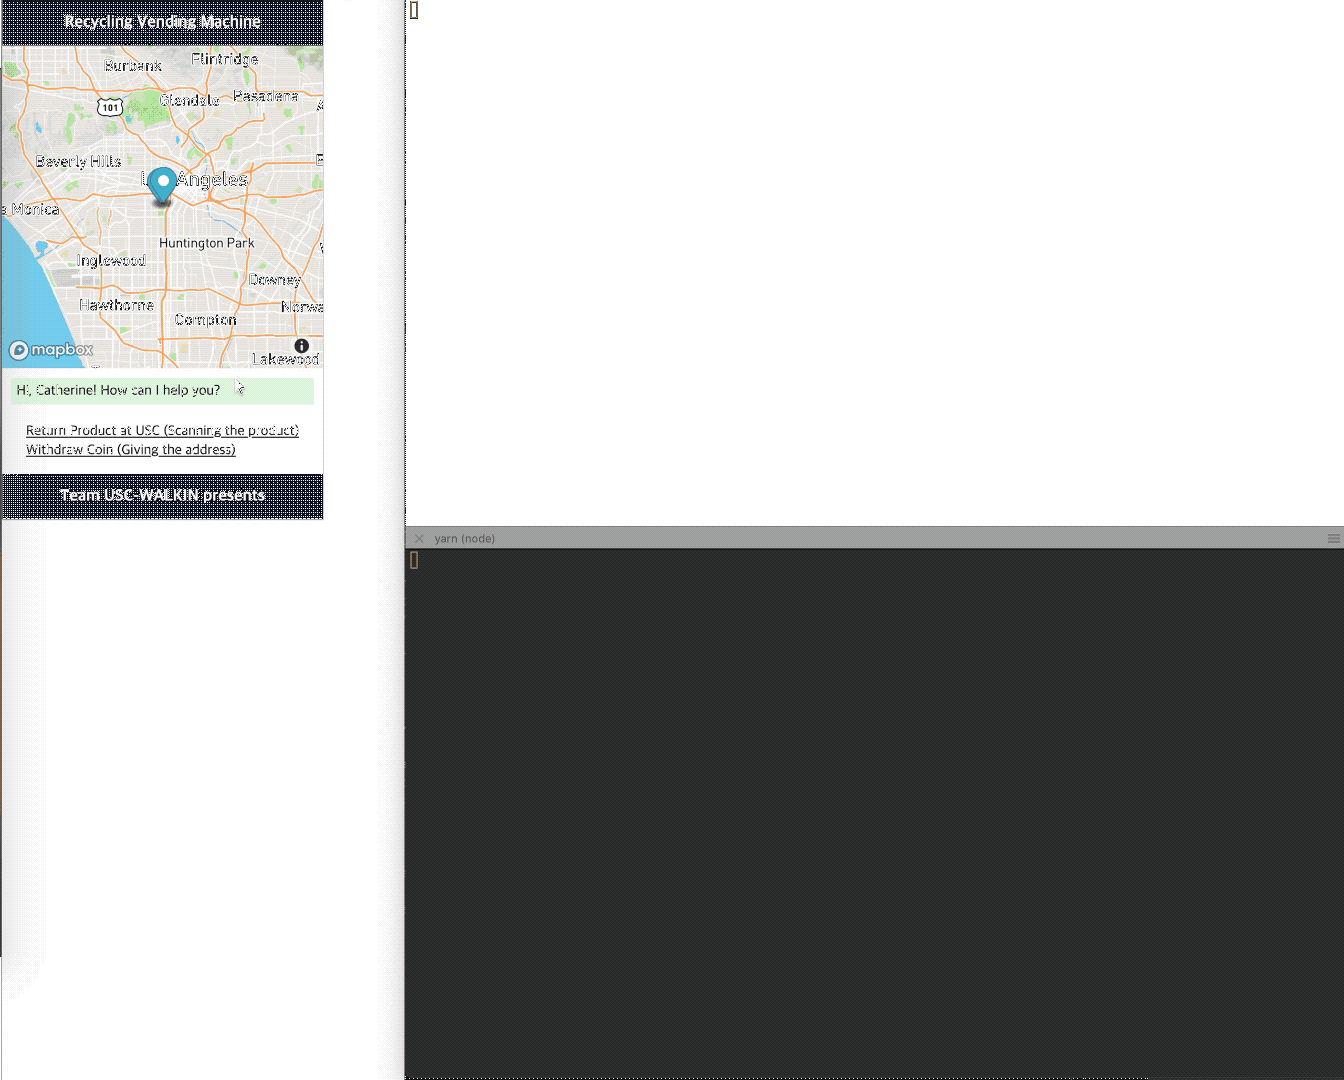 Recycling Vending Machine
Burbank
Flintridge
Glendale
Pasadena
101
Beverly Hills
Los Angeles
Monica
Huntington Park
Inglewood
Downey
Hawthorne
Norwa
Compton
mapbox
Lakewood
Hi, Catherine! How can I help you?
Return Product at USC (Scanning the product)
Withdraw Coin (Giving the address)
Team USC-WALKIN presents
yarn (node)